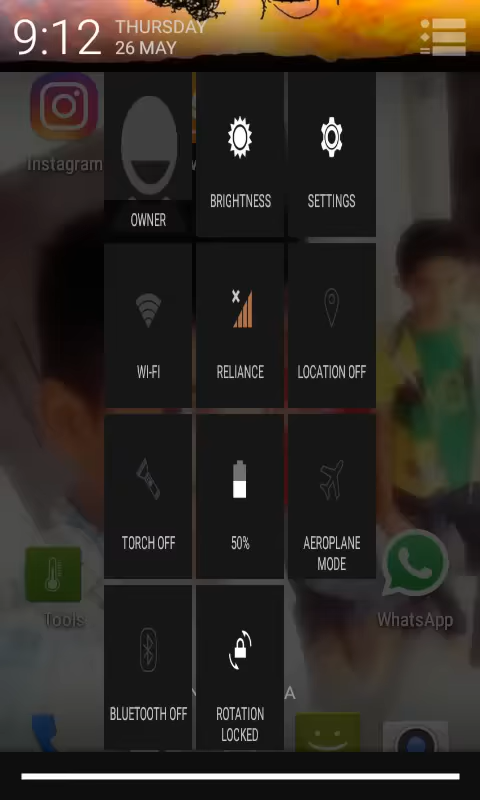 9:12
THURSDAY
26 MAY
Instagram
OWNER
BRIGHTNESS
SETTINGS
WI-FI
RELIANCE
LOCATION OFF
TORCH OFF
50%
AEROPLANE
MODE
Tools
WhatsApp
BLUETOOTH OFF
ROTATION
LOCKED